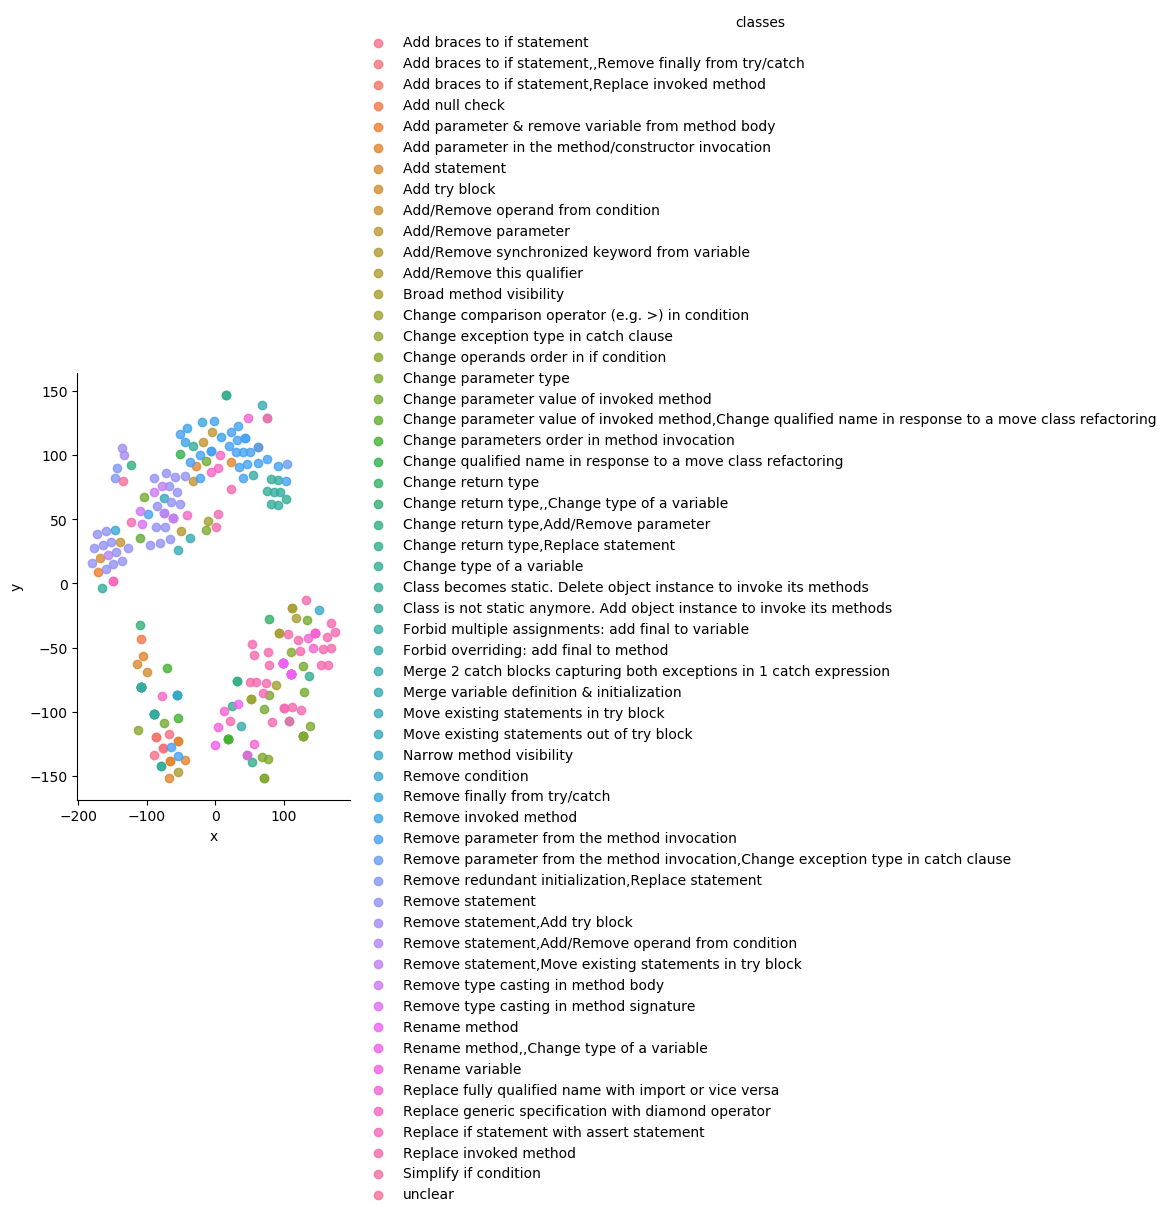 classes
Add braces to if statement
Add braces to if statement,,Remove finally from try/catch
Add braces to if statement,Replace invoked method
Add null check
Add parameter & remove variable from method body
Add parameter in the method/constructor invocation
Add statement
Add try block
Add/Remove operand from condition
Add/Remove parameter
Add/Remove synchronized keyword from variable
Add/Remove this qualifier
Broad method visibility
Change comparison operator (e.g. >) in condition
Change exception type in catch clause
Change operands order in if condition
Change parameter type
Change parameter value of invoked method
Change parameter value of invoked method,Change qualified name in response to a move class refactoring
Change parameters order in method invocation
Change qualified name in response to a move class refactoring
Change return type
Change return type,,Change type of a variable
Change return type,Add/Remove parameter
Change return type,Replace statement
Change type of a variable
Class becomes static. Delete object instance to invoke its methods
Class is not static anymore. Add object instance to invoke its methods
Forbid multiple assignments: add final to variable
Forbid overriding: add final to method
Merge 2 catch blocks capturing both exceptions in 1 catch expression
Merge variable definition & initialization
Move existing statements in try block
Move existing statements out of try block
Narrow method visibility
Remove condition
Remove finally from try/catch
Remove invoked method
Remove parameter from the method invocation
Remove parameter from the method invocation,Change exception type in catch clause
Remove redundant initialization,Replace statement
Remove statement
Remove statement,Add try block
Remove statement,Add/Remove operand from condition
Remove statement,Move existing statements in try block
Remove type casting in method body
Remove type casting in method signature
Rename method
Rename method,,Change type of a variable
Rename variable
Replace fully qualified name with import or vice versa
Replace generic specification with diamond operator
Replace if statement with assert statement
Replace invoked method
Simplify if condition
unclear
150
100
50
0
−50
−100
−150
y
−200
−100
0
100
x